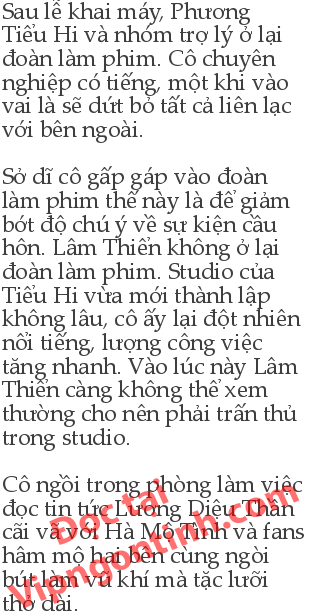 Sau lễ khai máy, Phương
Tiểu Hi và nhóm trợ lý ở lại
đoàn làm phim. Cô chuyên
nghiệp có tiếng, một khi vào
vai là sẽ dứt bỏ tất cả liên lạc
với bên ngoài.

Sở dĩ cô gấp gáp vào đoàn
làm phim thế này là để giảm
bớt độ chú ý về sự kiện cầu
hôn. Lâm Thiển không ở lại
đoàn làm phim. Studio của
Tiểu Hi vừa mới thành lập
không lâu, cô ấy lại đột nhiên
nổi tiếng, lượng công việc
tăng nhanh. Vào lúc này Lâm
Thiển càng không thể xem
thường cho nên phải trấn thủ
trong studio.

Cô ngồi trong phòng làm việc
đọc tin tức Lương Diệu Thần
cãi vã với Hà Mộ Tinh và fans
hâm mộ hai bên cùng ngòi
bút làm vũ khí mà tặc lưỡi
thở dài.
Đọc tại
Vipngontinh.com